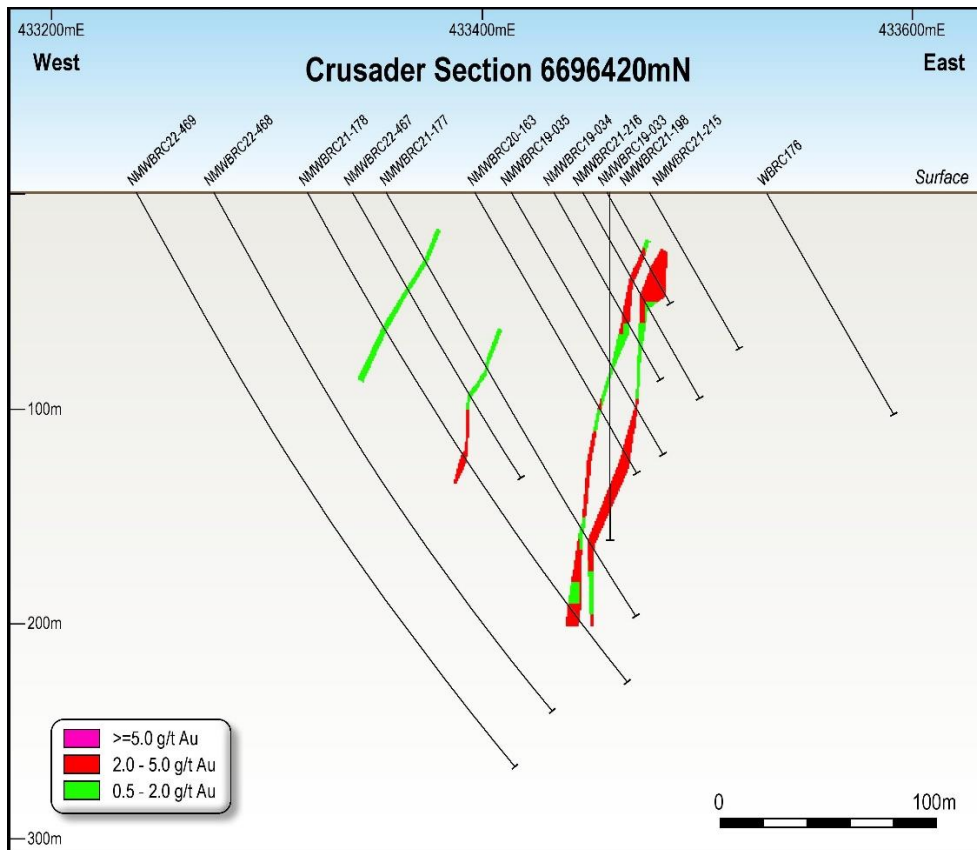 433200mE
433400mE
433600mE
West
Crusader Section 6696420mN
East
NMWBRC22-469
NMWBRC22-468
NMWBRC21-178
NMWBRC22-467
NMWBRC21-177
NMWBRC20-163
NMWBRC19-035
NMWBRC19-034
NMWBRC21-216
NMWBRC19-033
NMWBRC21-198
NMWBRC21-215
WBRC176
Surface
100m
200m
>=5.0 g/t Au
2.0 - 5.0 g/t Au
0.5 - 2.0 g/t Au
0
100m
300m